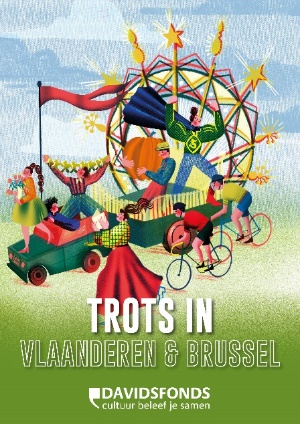 TROTS IN
VLAANDEREN & BRUSSEL
DAVIDSFONDS
cultuur beleef je samen